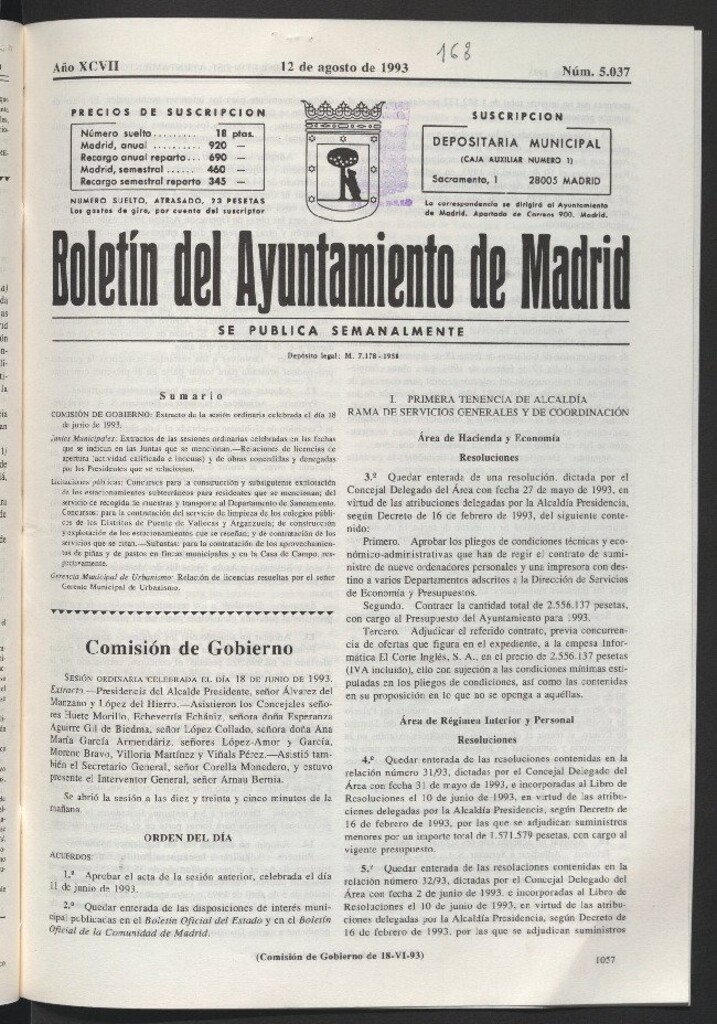 168
Año XCVII
12 de agosto de 1993
Núm. 5.037
PRECIOS DE SUSCRIPCION
Número suelto .......... 18 ptas.
Madrid, anual .......... 920 —
Recargo anual reparto... 690 —
Madrid, semestral ...... 460 —
Recargo semestral reparto 345 —
NUMERO SUELTO, ATRASADO, 23 PESETAS
Los gastos de giro, por cuenta del suscriptor
SUSCRIPCION
DEPOSITARIA MUNICIPAL
(CAJA AUXILIAR NUMERO 1)
Sacramento, 1 28005 MADRID
La correspondencia se dirigirá al Ayuntamiento
de Madrid. Apartado de Correos 900. Madrid.
Boletín del Ayuntamiento de Madrid
SE PUBLICA SEMANALMENTE
Depósito legal: M. 7.178 - 1958
Sumario
COMISIÓN DE GOBIERNO: Extracto de la sesión ordinaria celebrada el día 18
de junio de 1993.
Juntas Municipales: Extractos de las sesiones ordinarias celebradas en las fechas
que se indican en las Juntas que se mencionan.—Relaciones de licencias de
apertura (actividad calificada e inocuas) y de obras concedidas y denegadas
por los Presidentes que se relacionan.
Licitaciones públicas: Concursos para la construcción y subsiguiente explotación
de los estacionamientos subterráneos para residentes que se mencionan; del
servicio de recogida de muestras y transporte al Departamento de Saneamiento.
Concursos: para la contratación del servicio de limpieza de los colegios públi-
cos de los Distritos de Puente de Vallecas y Arganzuela; de construcción
y explotación de los estacionamientos que se reseñan; y de contratación de los
servicios que se citan.—Subastas: para la contratación de los aprovechamien-
tos de piñas y de pastos en fincas municipales y en la Casa de Campo, res-
pectivamente.
Gerencia Municipal de Urbanismo: Relación de licencias resueltas por el señor
Gerente Municipal de Urbanismo.
Comisión de Gobierno
SESIÓN ORDINARIA CELEBRADA EL DÍA 18 DE JUNIO DE 1993.
Extracto.—Presidencia del Alcalde Presidente, señor Álvarez del
Manzano y López del Hierro.—Asistieron los Concejales seño-
res Huete Morillo, Echeverría Echániz, señora doña Esperanza
Aguirre Gil de Biedma, señor López Collado, señora doña Ana
María García Armendáriz, señores López-Amor y García,
Moreno Bravo, Villoria Martínez y Viñals Pérez.—Asistió tam-
bién el Secretario General, señor Corella Monedero, y estuvo
presente el Interventor General, señor Arnau Bernia.
Se abrió la sesión a las diez y treinta y cinco minutos de la
mañana.
ORDEN DEL DÍA
ACUERDOS:
1.º Aprobar el acta de la sesión anterior, celebrada el día
11 de junio de 1993.
2.º Quedar enterada de las disposiciones de interés muni-
cipal publicadas en el Boletín Oficial del Estado y en el Boletín
Oficial de la Comunidad de Madrid.
I. PRIMERA TENENCIA DE ALCALDÍA
RAMA DE SERVICIOS GENERALES Y DE COORDINACIÓN
Área de Hacienda y Economía
Resoluciones
3.º Quedar enterada de una resolución, dictada por el
Concejal Delegado del Área con fecha 27 de mayo de 1993, en
virtud de las atribuciones delegadas por la Alcaldía Presidencia,
según Decreto de 16 de febrero de 1993, del siguiente conte-
nido:
Primero. Aprobar los pliegos de condiciones técnicas y eco-
nómico-administrativas que han de regir el contrato de sumi-
nistro de nueve ordenadores personales y una impresora con des-
tino a varios Departamentos adscritos a la Dirección de Servicios
de Economía y Presupuestos.
Segundo. Contraer la cantidad total de 2.556.137 pesetas,
con cargo al Presupuesto del Ayuntamiento para 1993.
Tercero. Adjudicar el referido contrato, previa concurren-
cia de ofertas que figura en el expediente, a la empesa Infor-
mática El Corte Inglés, S. A., en el precio de 2.556.137 pesetas
(IVA incluido), ello con sujeción a las condiciones mínimas esti-
puladas en los pliegos de condiciones, así como las contenidas
en su proposición en lo que no se oponga a aquéllas.
Área de Régimen Interior y Personal
Resoluciones
4.º Quedar enterada de las resoluciones contenidas en la
relación número 31/93, dictadas por el Concejal Delegado del
Área con fecha 31 de mayo de 1993, e incorporadas al Libro de
Resoluciones el 10 de junio de 1993, en virtud de las atribu-
ciones delegadas por la Alcaldía Presidencia, según Decreto de
16 de febrero de 1993, por las que se adjudican suministros
menores por un importe total de 1.571.579 pesetas, con cargo al
vigente presupuesto.
5.º Quedar enterada de las resoluciones contenidas en la
relación número 32/93, dictadas por el Concejal Delegado del
Área con fecha 2 de junio de 1993, e incorporadas al Libro de
Resoluciones el 10 de junio de 1993, en virtud de las atribu-
ciones delegadas por la Alcaldía Presidencia, según Decreto de
16 de febrero de 1993, por las que se adjudican suministros
(Comisión de Gobierno de 18-VI-93)
1057